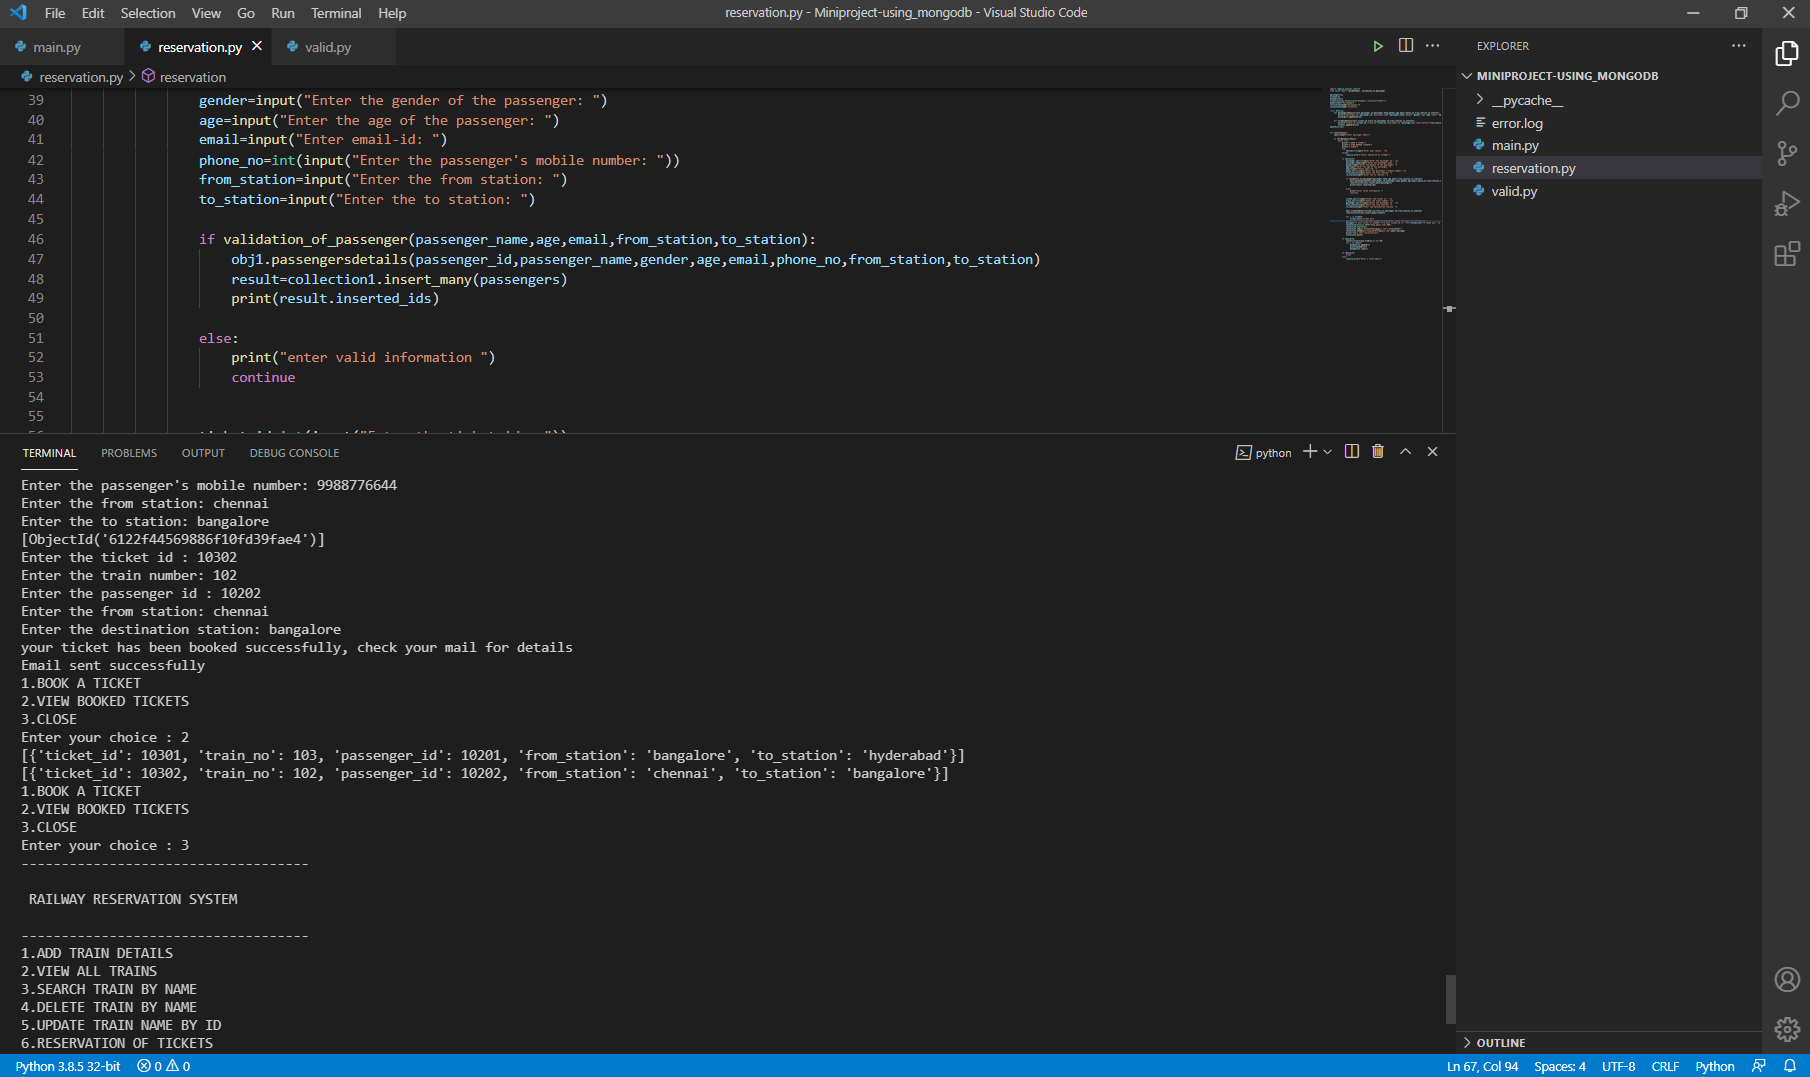 File Edit Selection View Go Run Terminal Help reservation.py - Miniproject-using_mongodb - Visual Studio Code
main.py reservation.py valid.py
reservation.py > reservation
39 gender=input("Enter the gender of the passenger: ")
40 age=input("Enter the age of the passenger: ")
41 email=input("Enter email-id: ")
42 phone_no=int(input("Enter the passenger's mobile number: "))
43 from_station=input("Enter the from station: ")
44 to_station=input("Enter the to station: ")
45
46 if validation_of_passenger(passenger_name,age,email,from_station,to_station):
47 obj1.passengersdetails(passenger_id,passenger_name,gender,age,email,phone_no,from_station,to_station)
48 result=collection1.insert_many(passengers)
49 print(result.inserted_ids)
50
51 else:
52 print("enter valid information ")
53 continue
54
55
TERMINAL PROBLEMS OUTPUT DEBUG CONSOLE python
Enter the passenger's mobile number: 9988776644
Enter the from station: chennai
Enter the to station: bangalore
[ObjectId('6122f44569886f10fd39fae4')]
Enter the ticket id : 10302
Enter the train number: 102
Enter the passenger id : 10202
Enter the from station: chennai
Enter the destination station: bangalore
your ticket has been booked successfully, check your mail for details
Email sent successfully
1.BOOK A TICKET
2.VIEW BOOKED TICKETS
3.CLOSE
Enter your choice : 2
[{'ticket_id': 10301, 'train_no': 103, 'passenger_id': 10201, 'from_station': 'bangalore', 'to_station': 'hyderabad'}]
[{'ticket_id': 10302, 'train_no': 102, 'passenger_id': 10202, 'from_station': 'chennai', 'to_station': 'bangalore'}]
1.BOOK A TICKET
2.VIEW BOOKED TICKETS
3.CLOSE
Enter your choice : 3
------------------------------------
RAILWAY RESERVATION SYSTEM
------------------------------------
1.ADD TRAIN DETAILS
2.VIEW ALL TRAINS
3.SEARCH TRAIN BY NAME
4.DELETE TRAIN BY NAME
5.UPDATE TRAIN NAME BY ID
6.RESERVATION OF TICKETS
EXPLORER
MINIPROJECT-USING_MONGODB
__pycache__
error.log
main.py
reservation.py
valid.py
OUTLINE
Python 3.8.5 32-bit 0 0 Ln 67, Col 94 Spaces: 4 UTF-8 CRLF Python